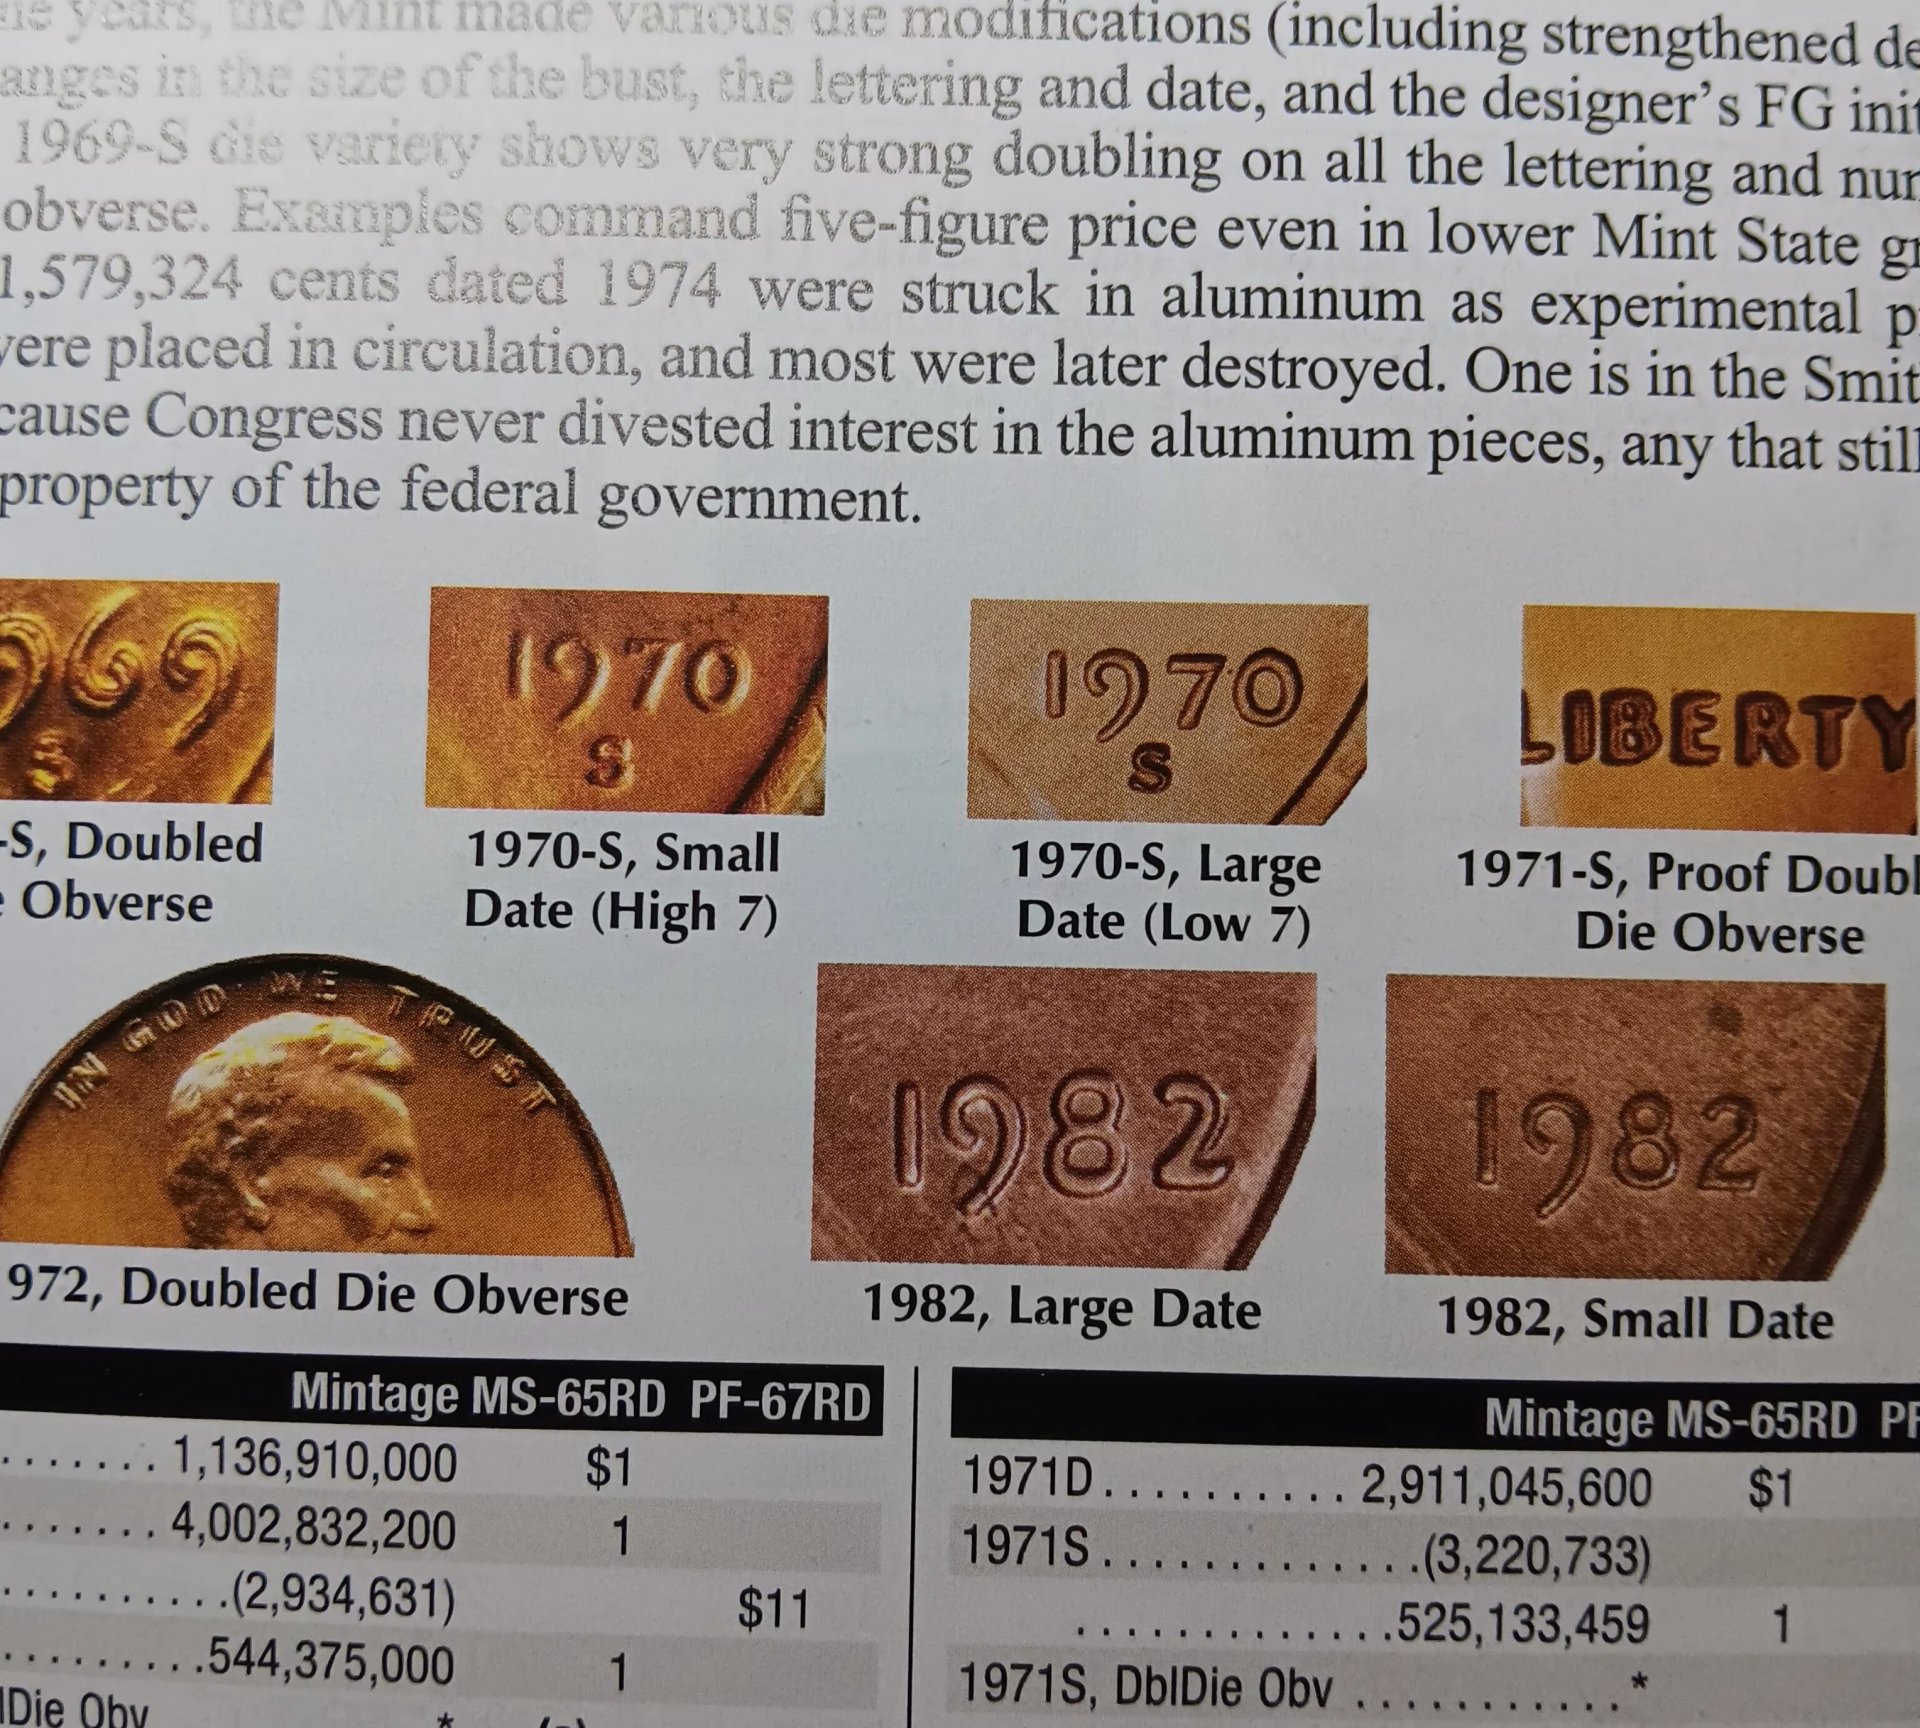 years, the Mint made various die modifications (including strengthened de
anges in the size of the bust, the lettering and date, and the designer's FG init
1969-S die variety shows very strong doubling on all the lettering and nur
obverse. Examples command five-figure price even in lower Mint State gr
1,579,324 cents dated 1974 were struck in aluminum as experimental p
vere placed in circulation, and most were later destroyed. One is in the Smit
cause Congress never divested interest in the aluminum pieces, any that still
property of the federal government.
969 S
1970 S
1970 S
LIBERTY
-S, Doubled
e Obverse
1970-S, Small
Date (High 7)
1970-S, Large
Date (Low 7)
1971-S, Proof Doubl
Die Obverse
IN GOD WE TRUST
1982
1982
972, Doubled Die Obverse
1982, Large Date
1982, Small Date
Mintage MS-65RD PF-67RD
....... 1,136,910,000 $1
....... 4,002,832,200 1
..........(2,934,631) $11
.........544,375,000 1
lDie Obv *
Mintage MS-65RD PF
1971D........... 2,911,045,600 $1
1971S..............(3,220,733)
..............525,133,459 1
1971S, DblDie Obv ...........*